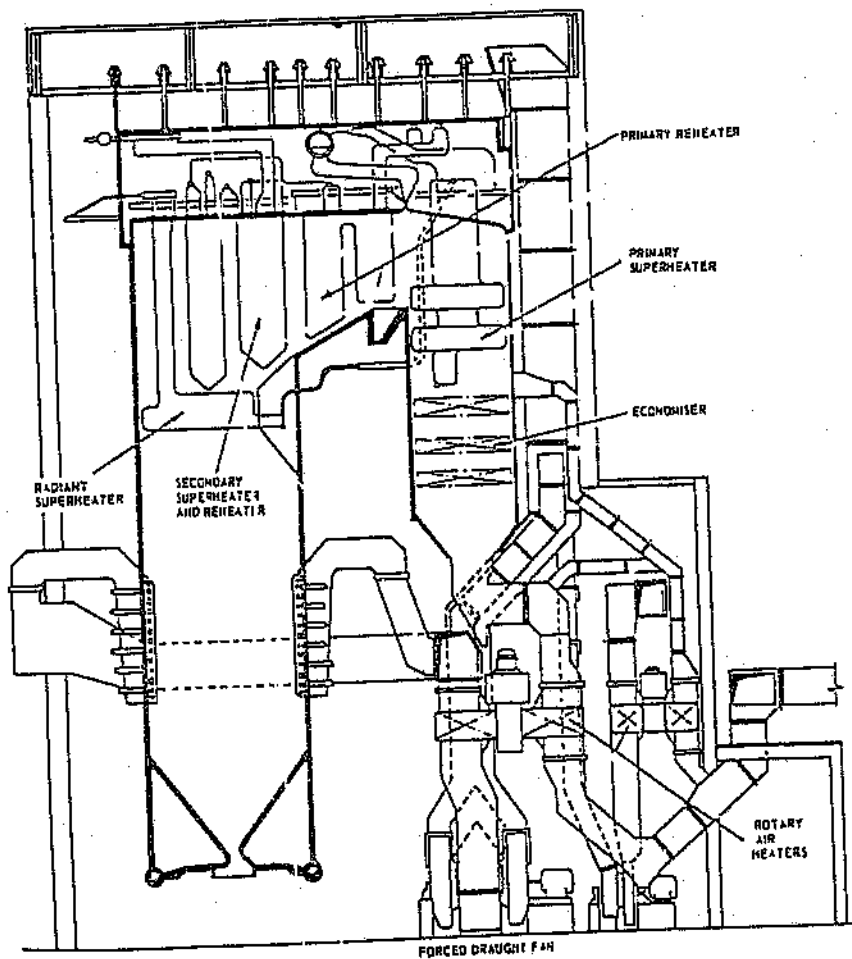 PRIMARY REHEATER
PRIMARY
SUPERHEATER
ECONOMISER
RADIANT
SUPERHEATER
SECONDARY
SUPERHEATER
AND REHEATER
ROTARY
AIR
HEATERS
FORCED DRAUGHT FAN